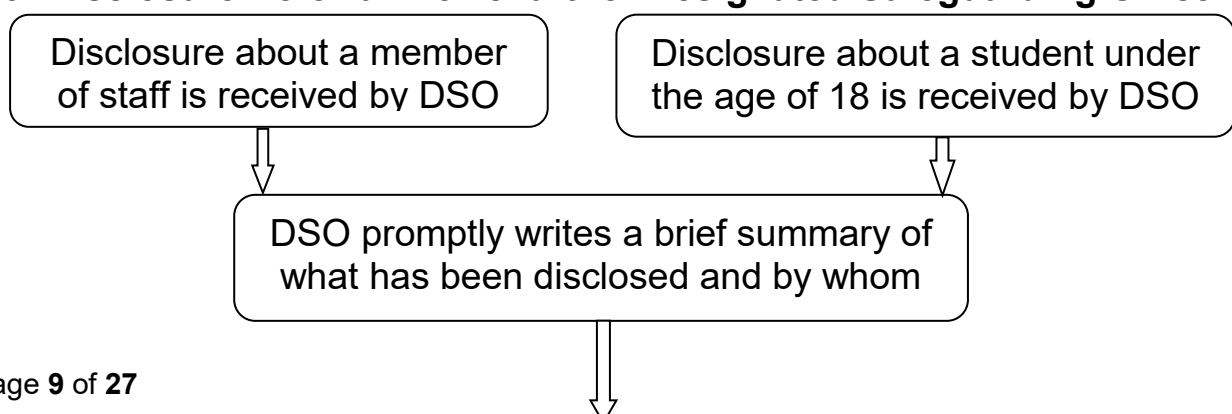 Disclosure about a member
of staff is received by DSO
Disclosure about a student under
the age of 18 is received by DSO
DSO promptly writes a brief summary of
what has been disclosed and by whom
age 9 of 27